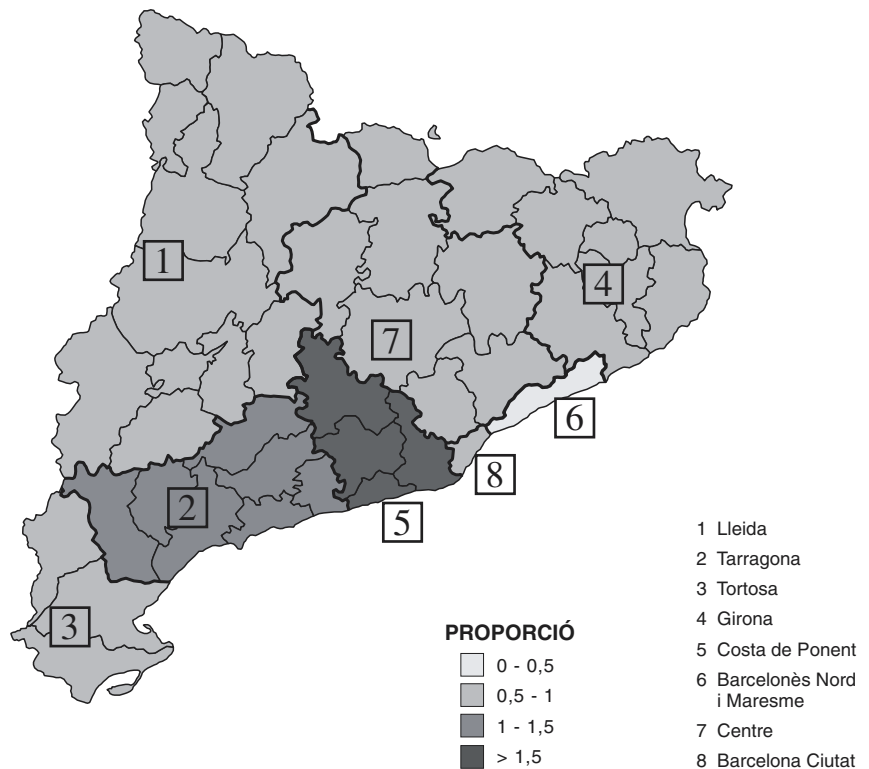 1
4
7
6
8
2
5
3
PROPORCIÓ
0 - 0,5
0,5 - 1
1 - 1,5
> 1,5
1 Lleida
2 Tarragona
3 Tortosa
4 Girona
5 Costa de Ponent
6 Barcelonès Nord
i Maresme
7 Centre
8 Barcelona Ciutat